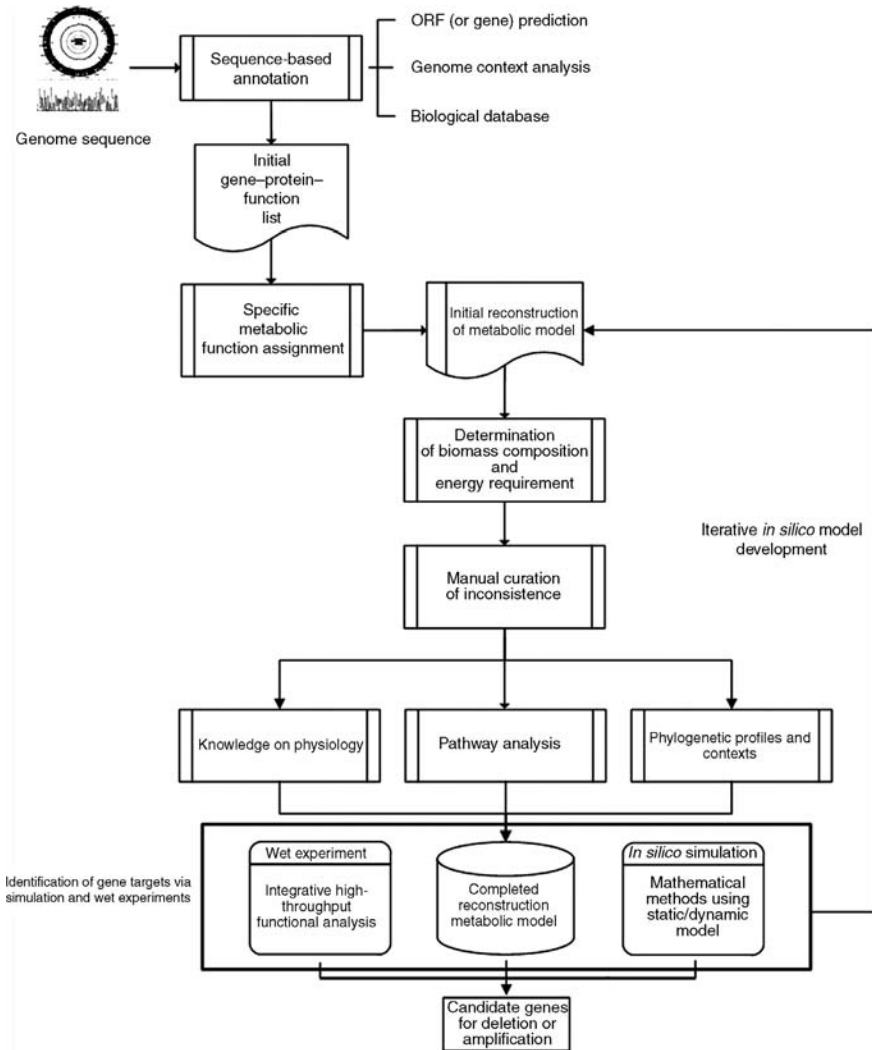 ORF (or gene) prediction
Sequence-based
annotation
Genome context analysis
Biological database
Genome sequence
Initial
gene–protein–
function
list
Specific
metabolic
function assignment
Initial reconstruction
of metabolic model
Determination
of biomass composition
and
energy requirement
Iterative in silico model
development
Manual curation
of inconsistence
Knowledge on physiology
Pathway analysis
Phylogenetic profiles and
contexts
Identification of gene targets via
simulation and wet experiments
Wet experiment
Integrative high-
throughput
functional analysis
Completed
reconstruction
metabolic model
In silico simulation
Mathematical
methods using
static/dynamic
model
Candidate genes
for deletion or
amplification